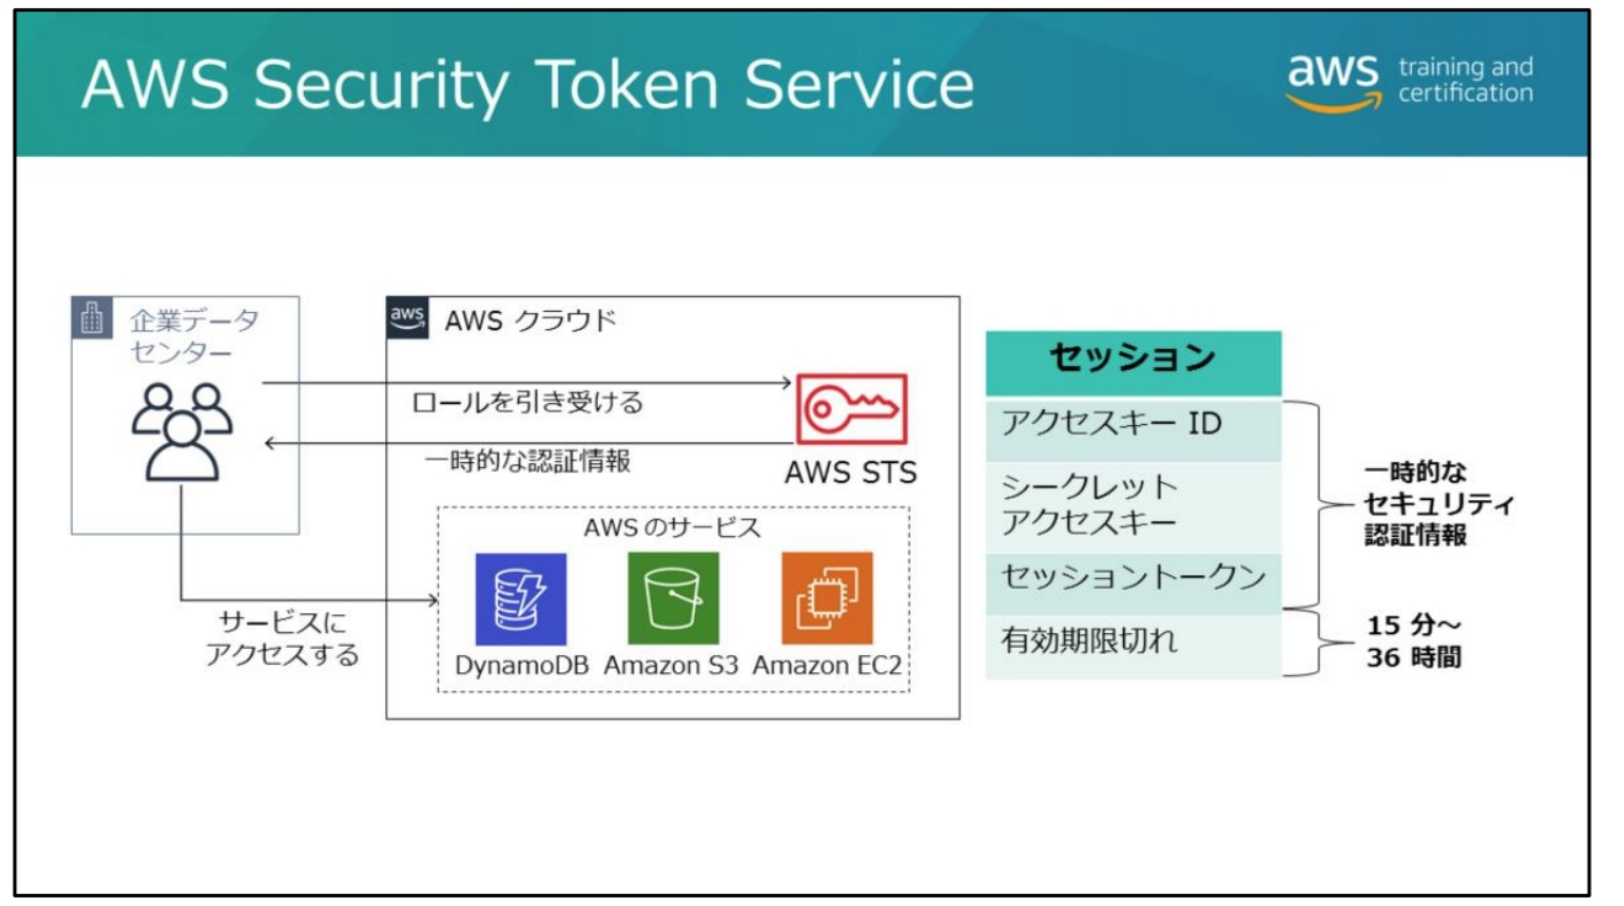 AWS Security Token Service
aws
training and
certification
企業データ
センター
aws
AWS クラウド
ロールを引き受ける
一時的な認証情報
AWS STS
AWS のサービス
DynamoDB
Amazon S3
Amazon EC2
サービスに
アクセスする
セッション
アクセスキー ID
シークレット
アクセスキー
セッショントークン
有効期限切れ
一時的な
セキュリティ
認証情報
15 分～
36 時間